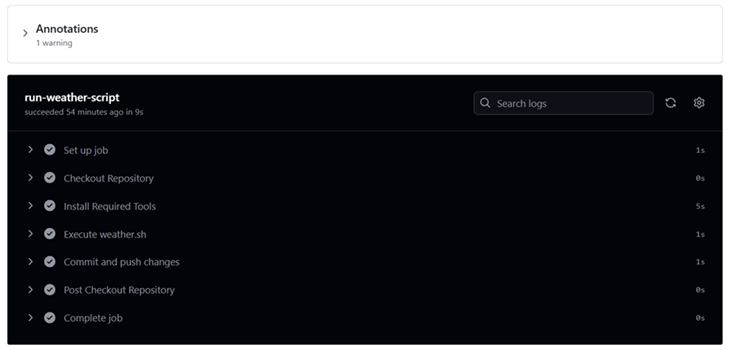 Annotations
1 warning
run-weather-script
succeeded 54 minutes ago in 9s
Search logs
Set up job 1s
Checkout Repository 0s
Install Required Tools 5s
Execute weather.sh 1s
Commit and push changes 1s
Post Checkout Repository 0s
Complete job 0s